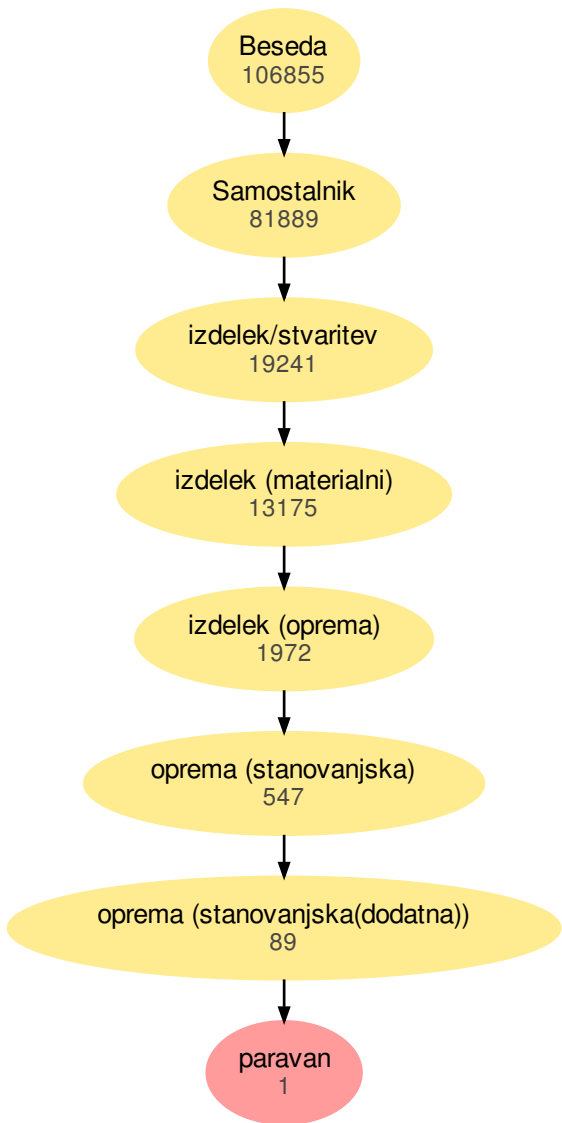 Beseda
106855
Samostalnik
81889
izdelek/stvaritev
19241
izdelek (materialni)
13175
izdelek (oprema)
1972
oprema (stanovanjska)
547
oprema (stanovanjska(dodatna))
89
paravan
1